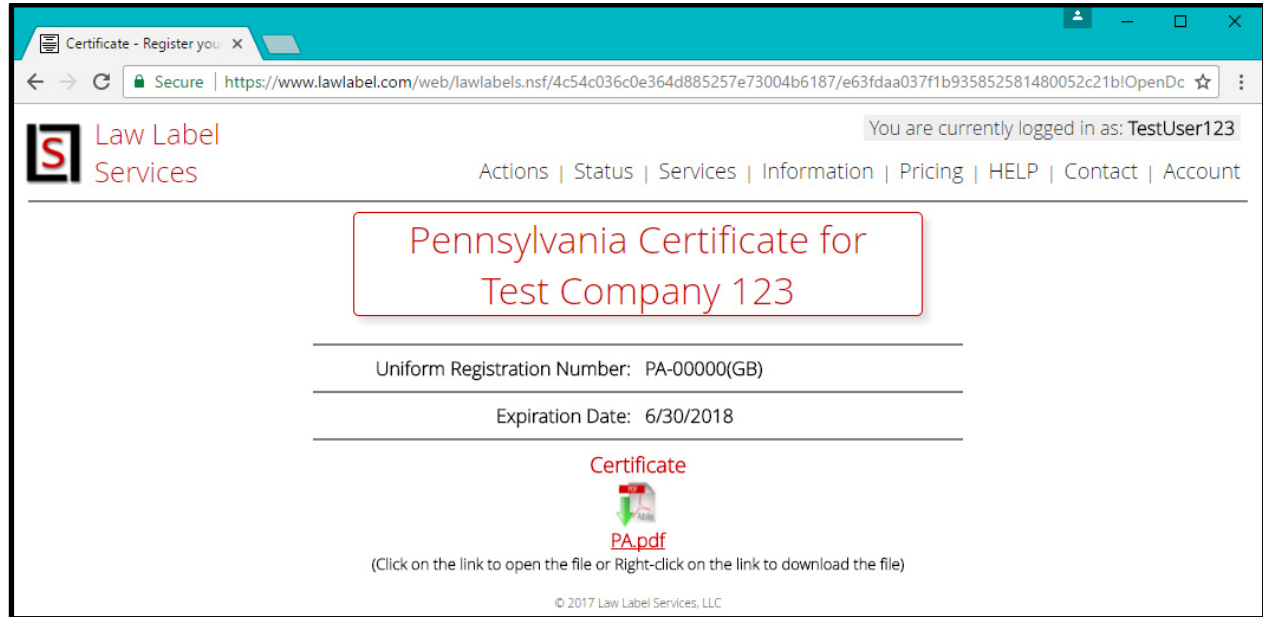 Certificate - Register you
Secure | https://www.lawlabel.com/web/lawlabels.nsf/4c54c036c0e364d885257e73004b6187/e63fdaa037f1b935852581480052c21b!OpenDc
LS
Law Label
Services
You are currently logged in as: TestUser123
Actions | Status | Services | Information | Pricing | HELP | Contact | Account
Pennsylvania Certificate for
Test Company 123
Uniform Registration Number: PA-00000(GB)
Expiration Date: 6/30/2018
Certificate
PDF
Adobe
PA.pdf
(Click on the link to open the file or Right-click on the link to download the file)
© 2017 Law Label Services, LLC